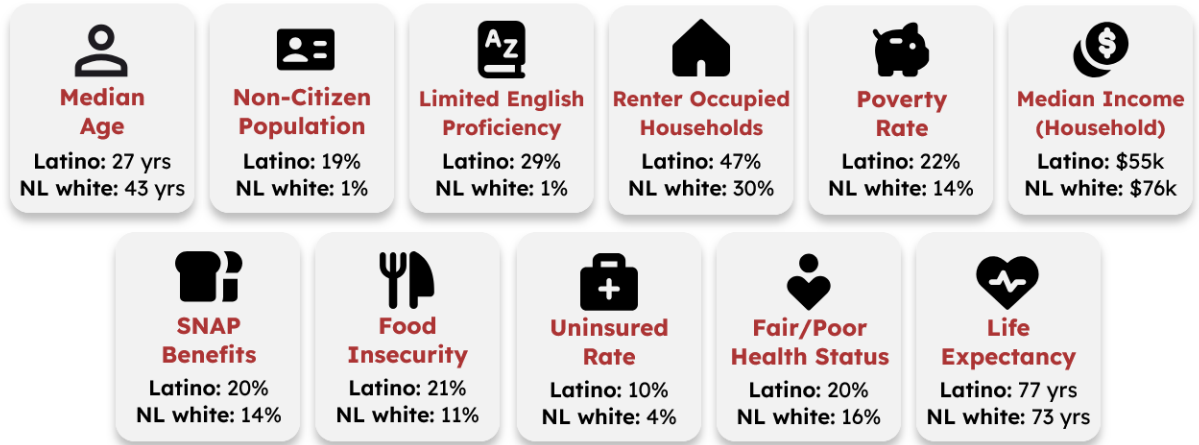 Median
Age
Latino: 27 yrs
NL white: 43 yrs
Non-Citizen
Population
Latino: 19%
NL white: 1%
A Z
Limited English
Proficiency
Latino: 29%
NL white: 1%
Renter Occupied
Households
Latino: 47%
NL white: 30%
Poverty
Rate
Latino: 22%
NL white: 14%
$
Median Income
(Household)
Latino: $55k
NL white: $76k
SNAP
Benefits
Latino: 20%
NL white: 14%
Food
Insecurity
Latino: 21%
NL white: 11%
Uninsured
Rate
Latino: 10%
NL white: 4%
Fair/Poor
Health Status
Latino: 20%
NL white: 16%
Life
Expectancy
Latino: 77 yrs
NL white: 73 yrs